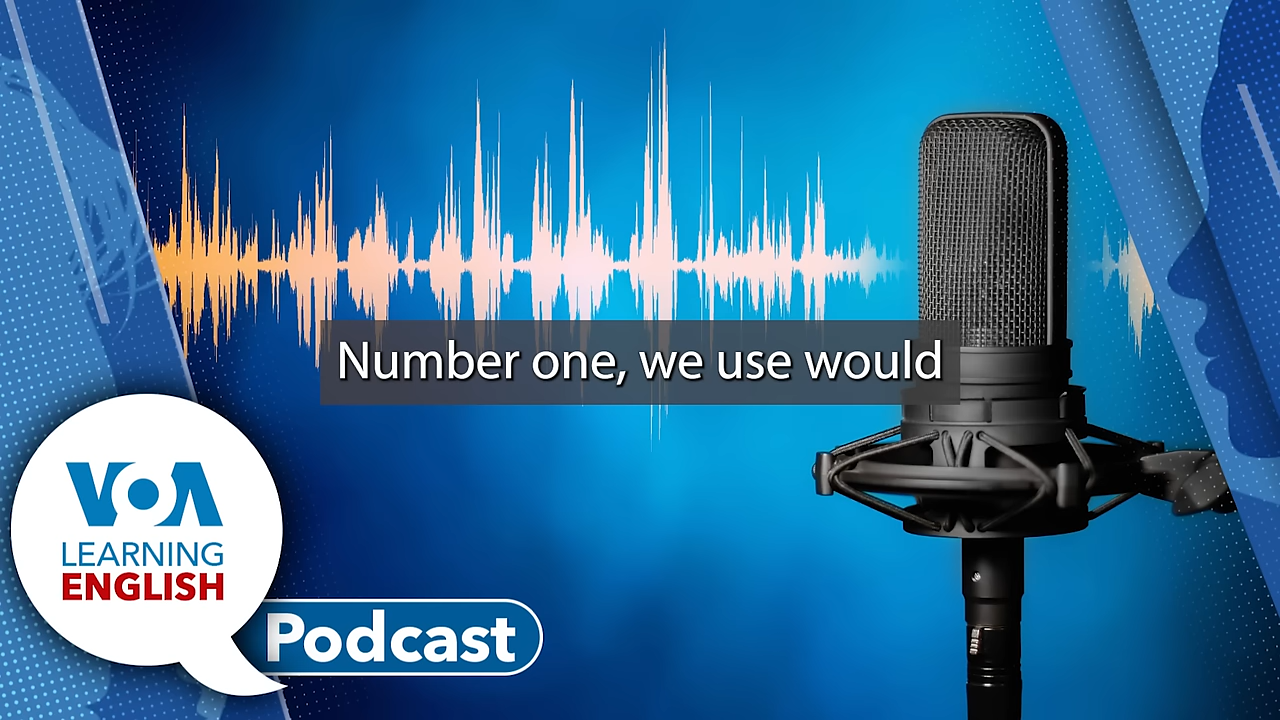 Number one, we use would
VOA
LEARNING
ENGLISH
Podcast